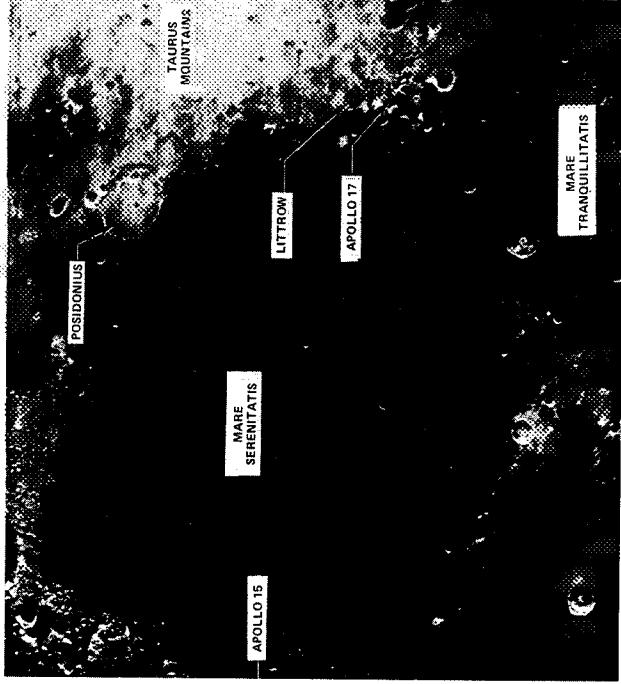 TAURUS
MOUNTAINS
POSIDONIUS
LITTROW
APOLLO 17
MARE
TRANQUILLITATIS
MARE
SERENITATIS
APOLLO 15